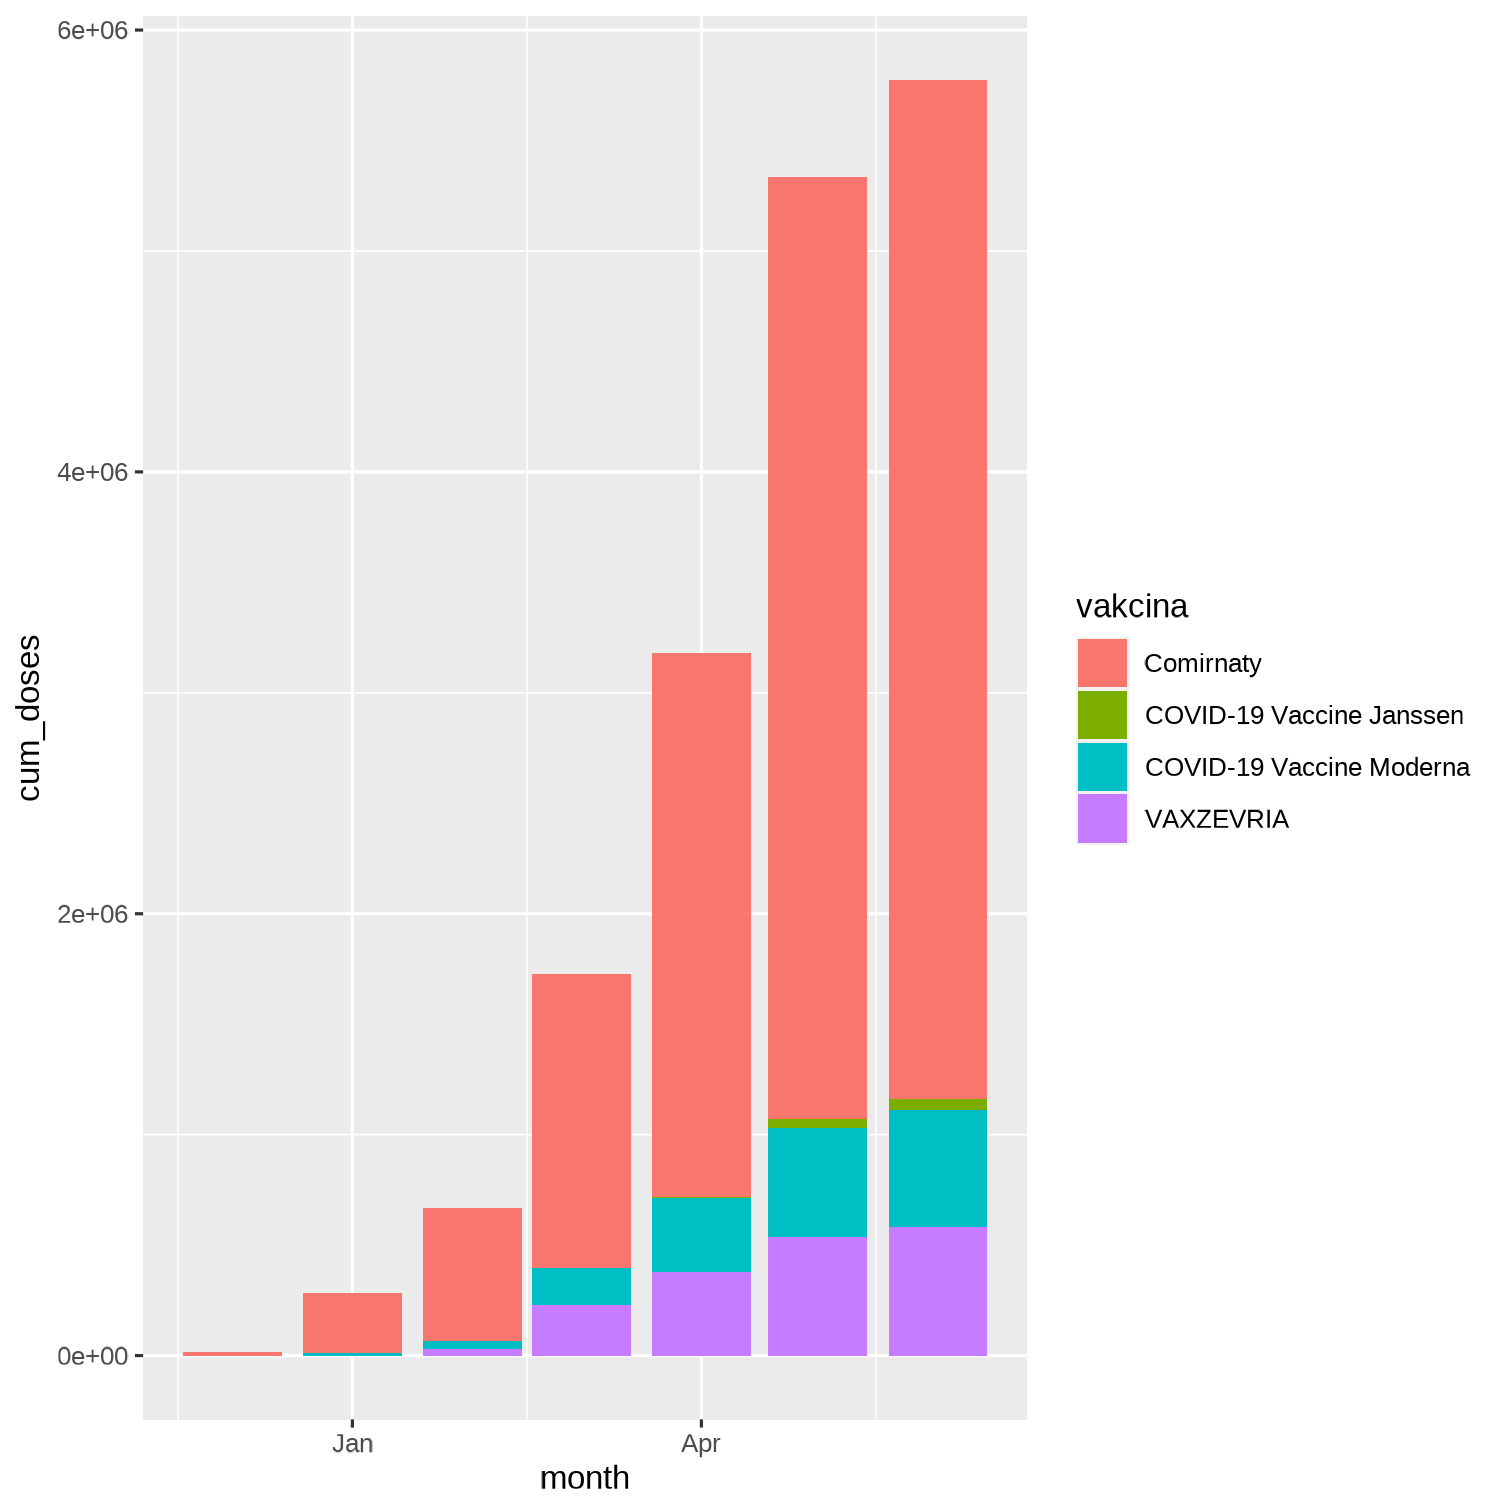 6e+06
4e+06
2e+06
0e+00
cum_doses
Jan
Apr
month
vakcina
Comirnaty
COVID-19 Vaccine Janssen
COVID-19 Vaccine Moderna
VAXZEVRIA